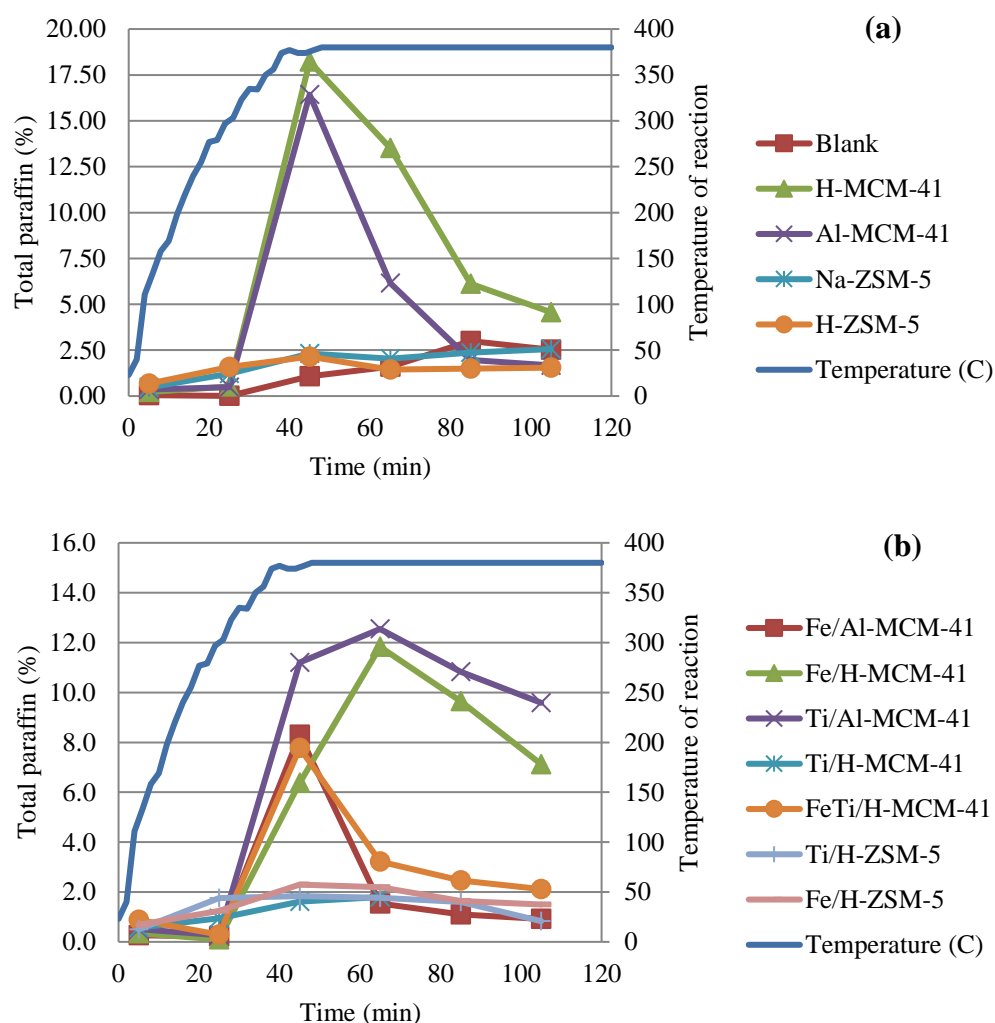 (a)
Total paraffin (%)
20.00
17.50
15.00
12.50
10.00
7.50
5.00
2.50
0.00
0 20 40 60 80 100 120
Time (min)
400
350
300
250
200
150
100
50
0
Temperature of reaction
Blank
H-MCM-41
Al-MCM-41
Na-ZSM-5
H-ZSM-5
Temperature (C)
(b)
Total paraffin (%)
16.0
14.0
12.0
10.0
8.0
6.0
4.0
2.0
0.0
0 20 40 60 80 100 120
Time (min)
400
350
300
250
200
150
100
50
0
Temperature of reaction
Fe/Al-MCM-41
Fe/H-MCM-41
Ti/Al-MCM-41
Ti/H-MCM-41
FeTi/H-MCM-41
Ti/H-ZSM-5
Fe/H-ZSM-5
Temperature (C)